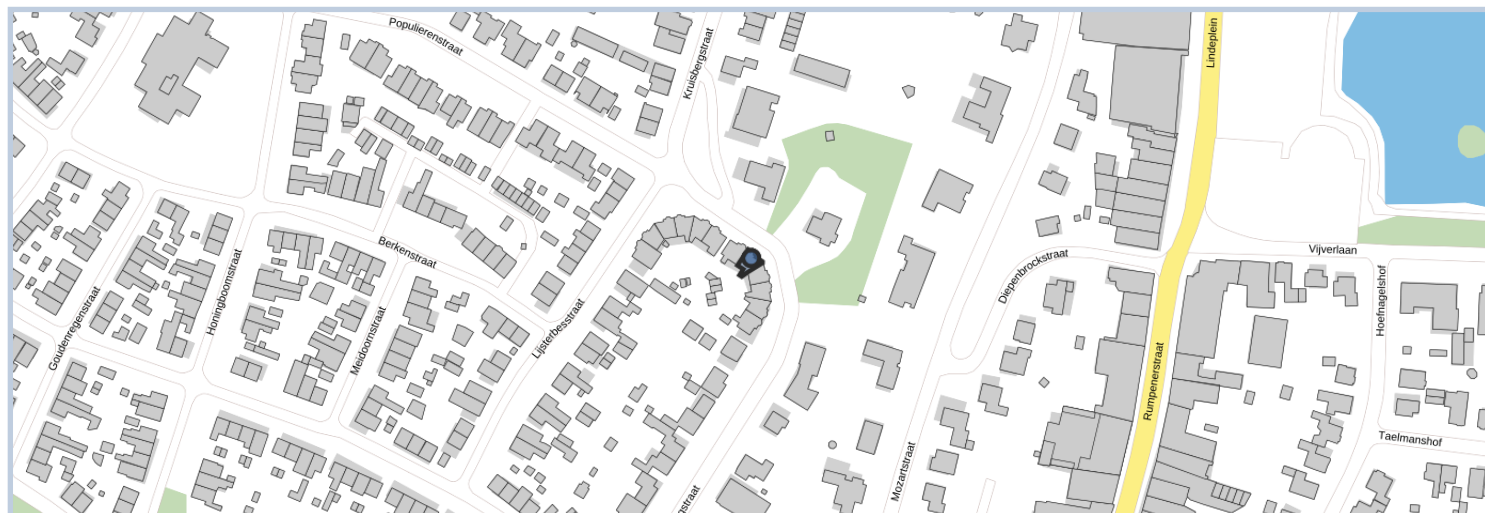 Populierenstraat
Kruisbergstraat
Lindeplein
Berkenstraat
Honingboomstraat
Goudenregenstraat
Meidoornstraat
Lijsterbesstraat
Diepenbrockstraat
Vijverlaan
Hoefnagelshof
Rumpenerstraat
Mozartstraat
Taelmanshof